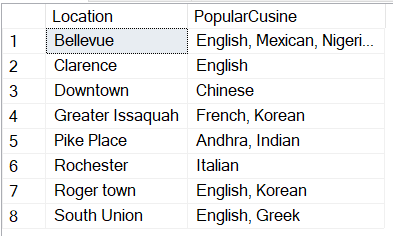 Location PopularCusine
1 Bellevue English, Mexican, Nigeri...
2 Clarence English
3 Downtown Chinese
4 Greater Issaquah French, Korean
5 Pike Place Andhra, Indian
6 Rochester Italian
7 Roger town English, Korean
8 South Union English, Greek